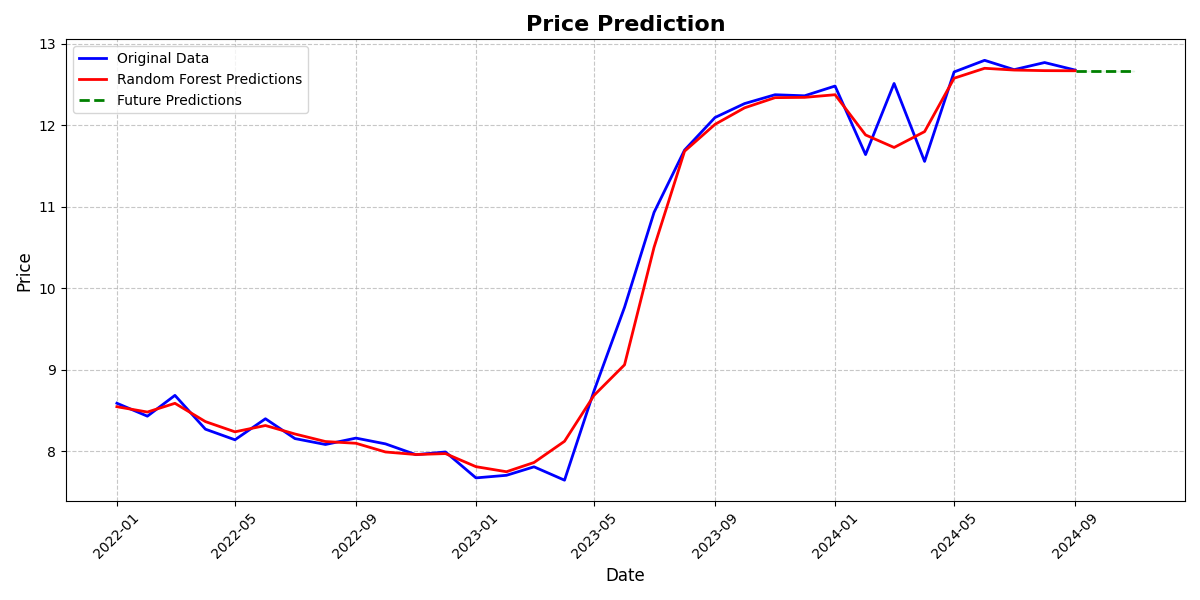 Price Prediction
Original Data
Random Forest Predictions
Future Predictions
Price
13
12
11
10
9
8
2022-01
2022-05
2022-09
2023-01
2023-05
2023-09
2024-01
2024-05
2024-09
Date